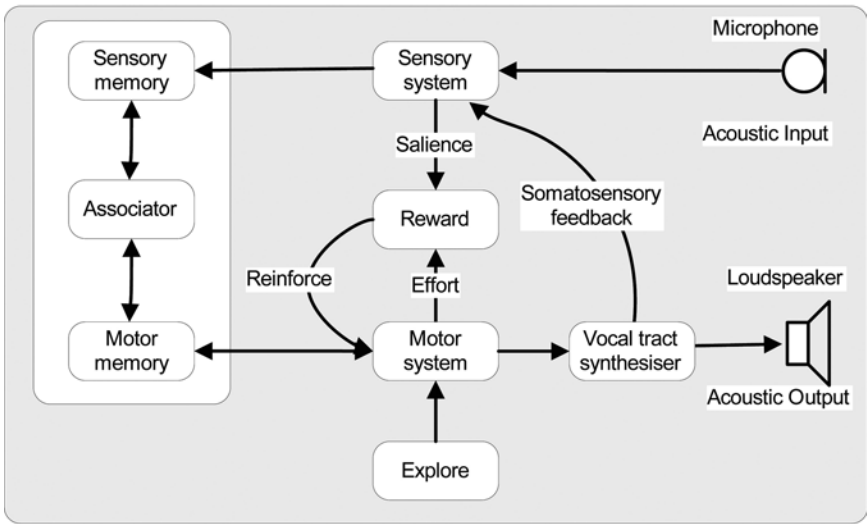 Microphone
Sensory
memory
Sensory
system
Acoustic Input
Salience
Associator
Reward
Somatosensory
feedback
Reinforce
Effort
Loudspeaker
Motor
memory
Motor
system
Vocal tract
synthesiser
Acoustic Output
Explore